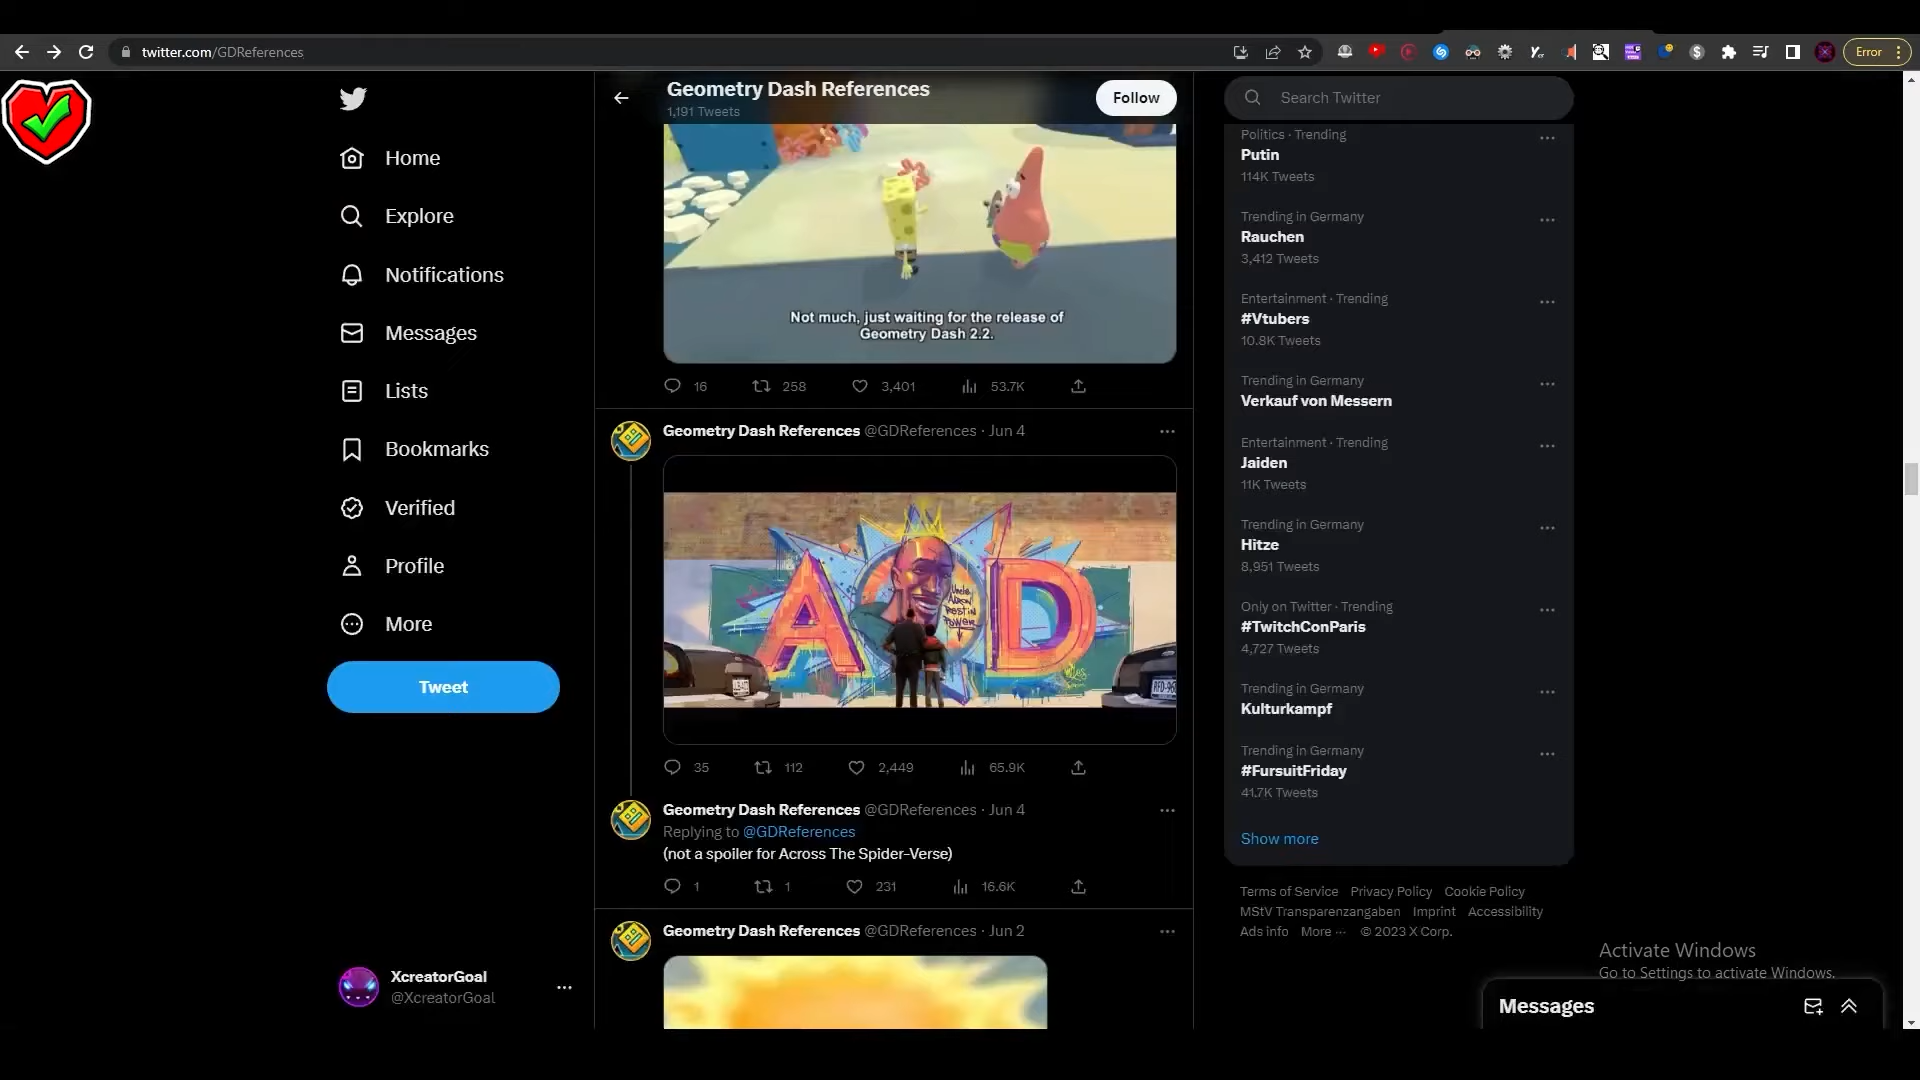 twitter.com/GDReferences
Error
Home
Explore
Notifications
Messages
Lists
Bookmarks
Verified
Profile
More
Tweet
XcreatorGoal
@XcreatorGoal
Geometry Dash References
1,191 Tweets
Follow
Not much, just waiting for the release of
Geometry Dash 2.2.
16 258 3,401 53.7K
Geometry Dash References @GDReferences · Jun 4
A D
Uncle
Aaron
Rest in
Power
35 112 2,449 65.9K
Geometry Dash References @GDReferences · Jun 4
Replying to @GDReferences
(not a spoiler for Across The Spider-Verse)
1 1 231 16.6K
Geometry Dash References @GDReferences · Jun 2
Search Twitter
Politics · Trending
Putin
114K Tweets
Trending in Germany
Rauchen
3,412 Tweets
Entertainment · Trending
#Vtubers
10.8K Tweets
Trending in Germany
Verkauf von Messern
Entertainment · Trending
Jaiden
11K Tweets
Trending in Germany
Hitze
8,951 Tweets
Only on Twitter · Trending
#TwitchConParis
4,727 Tweets
Trending in Germany
Kulturkampf
Trending in Germany
#FursuitFriday
41.7K Tweets
Show more
Terms of Service Privacy Policy Cookie Policy
MStV Transparenzangaben Imprint Accessibility
Ads info More ··· © 2023 X Corp.
Activate Windows
Go to Settings to activate Windows.
Messages